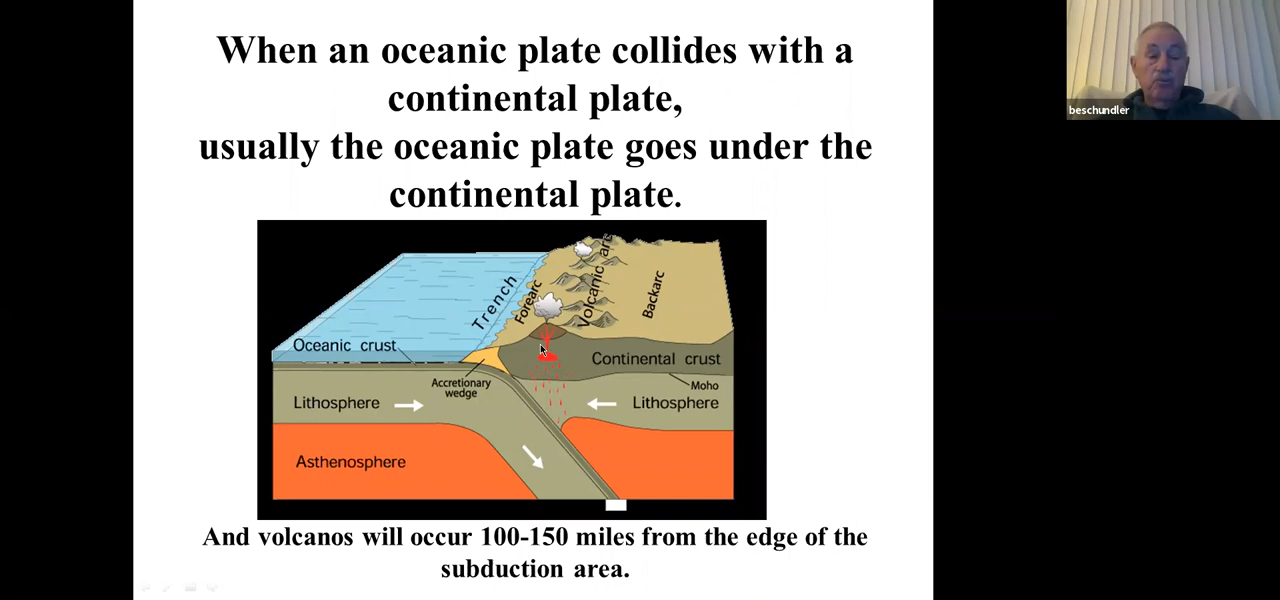 When an oceanic plate collides with a
continental plate,
usually the oceanic plate goes under the
continental plate.
beschundler
Trench
Forearc
Volcanic arc
Backarc
Oceanic crust
Continental crust
Accretionary
wedge
Moho
Lithosphere
Lithosphere
Asthenosphere
And volcanos will occur 100-150 miles from the edge of the
subduction area.